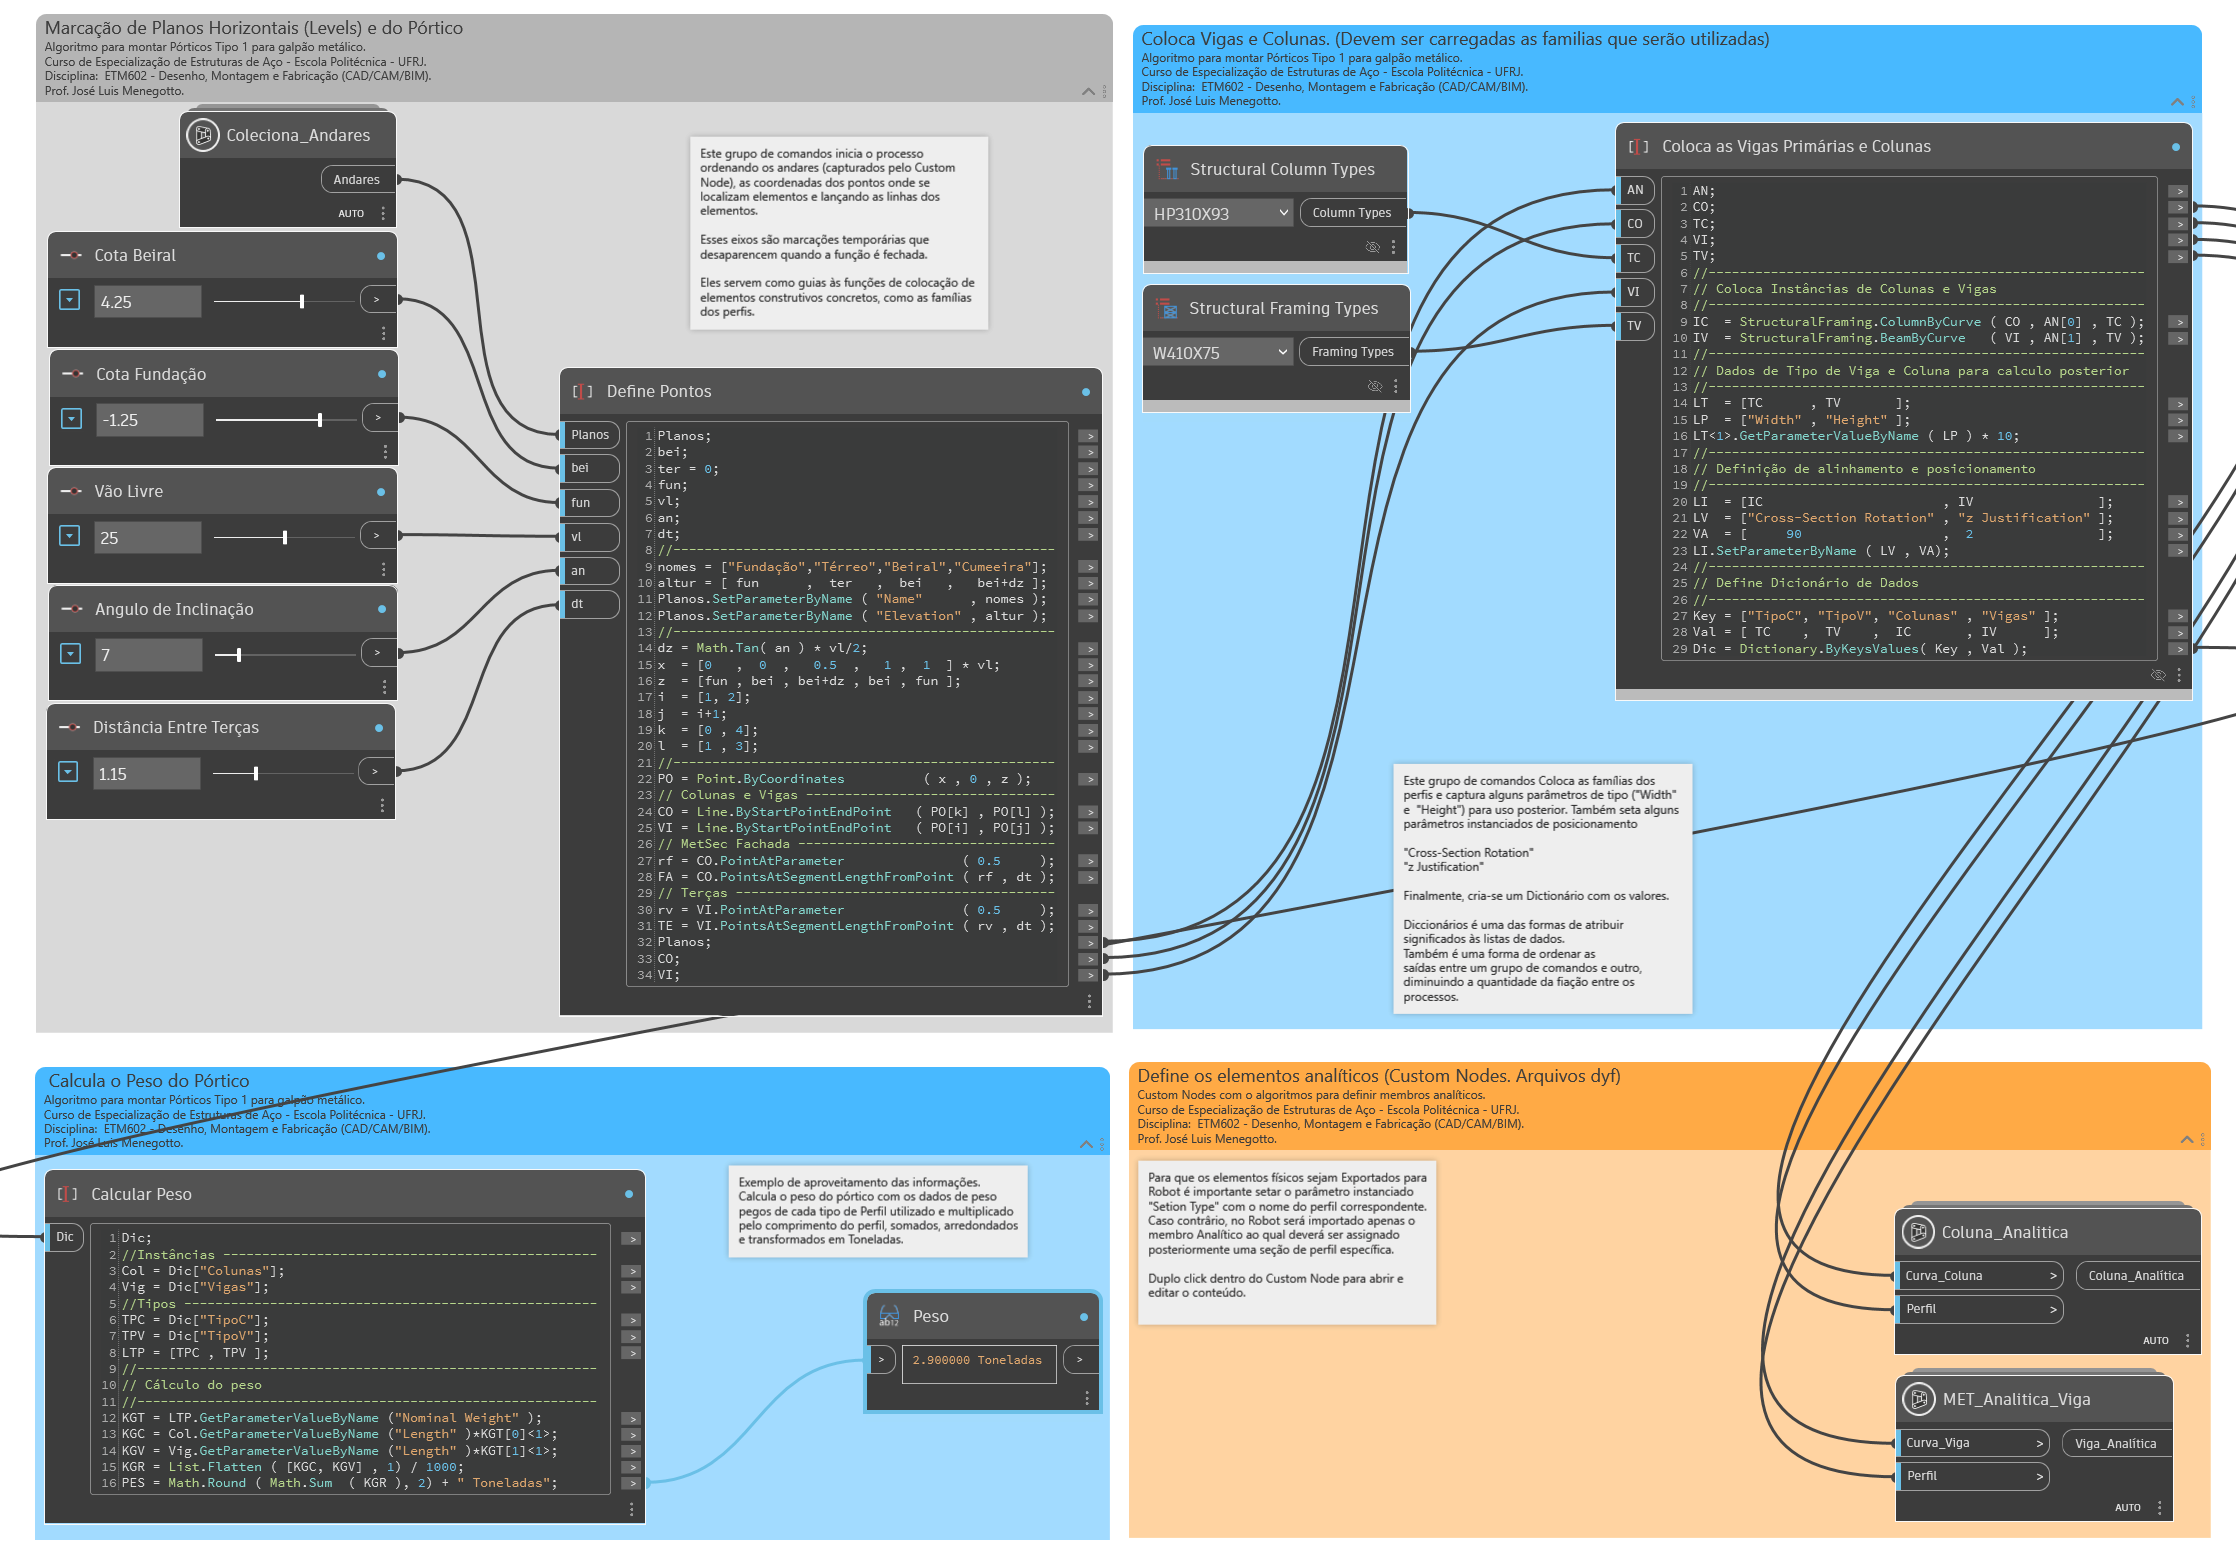 Marcação de Planos Horizontais (Levels) e do Pórtico
Algoritmo para montar Pórticos Tipo 1 para galpão metálico.
Curso de Especialização de Estruturas de Aço - Escola Politécnica - UFRJ.
Disciplina:  ETM602 - Desenho, Montagem e Fabricação (CAD/CAM/BIM).
Prof. José Luis Menegotto.
Coleciona_Andares
Andares
AUTO
Cota Beiral
4.25
>
Cota Fundação
-1.25
>
Vão Livre
25
>
Angulo de Inclinação
7
>
Distância Entre Terças
1.15
>
Este grupo de comandos inicia o processo
ordenando os andares (capturados pelo Custom
Node), as coordenadas dos pontos onde se
localizam elementos e lançando as linhas dos
elementos.
Esses eixos são marcações temporárias que
desaparecem quando a função é fechada.
Eles servem como guias às funções de colocação de
elementos construtivos concretos, como as famílias
dos perfis.
Define Pontos
Planos
bei
fun
vl
an
dt
1 Planos;
2 bei;
3 ter = 0;
4 fun;
5 vl;
6 an;
7 dt;
8 //-------------------------------------------------
9 nomes = ["Fundação","Térreo","Beiral","Cumeeira"];
10 altur = [ fun      ,  ter   ,  bei   ,   bei+dz ];
11 Planos.SetParameterByName ( "Name"      , nomes );
12 Planos.SetParameterByName ( "Elevation" , altur );
13 //-------------------------------------------------
14 dz = Math.Tan( an ) * vl/2;
15 x  = [0   ,  0  ,   0.5  ,   1 ,  1  ] * vl;
16 z  = [fun , bei , bei+dz , bei , fun ];
17 i  = [1, 2];
18 j  = i+1;
19 k  = [0 , 4];
20 l  = [1 , 3];
21 //-------------------------------------------------
22 PO = Point.ByCoordinates          ( x , 0 , z );
23 // Colunas e Vigas --------------------------------
24 CO = Line.ByStartPointEndPoint   ( PO[k] , PO[l] );
25 VI = Line.ByStartPointEndPoint   ( PO[i] , PO[j] );
26 // MetSec Fachada ---------------------------------
27 rf = CO.PointAtParameter               ( 0.5     );
28 FA = CO.PointsAtSegmentLengthFromPoint ( rf , dt );
29 // Terças -----------------------------------------
30 rv = VI.PointAtParameter               ( 0.5     );
31 TE = VI.PointsAtSegmentLengthFromPoint ( rv , dt );
32 Planos;
33 CO;
34 VI;
Coloca Vigas e Colunas. (Devem ser carregadas as familias que serão utilizadas)
Algoritmo para montar Pórticos Tipo 1 para galpão metálico.
Curso de Especialização de Estruturas de Aço - Escola Politécnica - UFRJ.
Disciplina:  ETM602 - Desenho, Montagem e Fabricação (CAD/CAM/BIM).
Prof. José Luis Menegotto.
Structural Column Types
HP310X93
Column Types
Structural Framing Types
W410X75
Framing Types
Coloca as Vigas Primárias e Colunas
AN
CO
TC
VI
TV
1 AN;
2 CO;
3 TC;
4 VI;
5 TV;
6 //--------------------------------------------------------
7 // Coloca Instâncias de Colunas e Vigas
8 //--------------------------------------------------------
9 IC  = StructuralFraming.ColumnByCurve ( CO , AN[0] , TC );
10 IV  = StructuralFraming.BeamByCurve   ( VI , AN[1] , TV );
11 //--------------------------------------------------------
12 // Dados de Tipo de Viga e Coluna para calculo posterior
13 //--------------------------------------------------------
14 LT  = [TC      , TV       ];
15 LP  = ["Width" , "Height" ];
16 LT<1>.GetParameterValueByName ( LP ) * 10;
17 //--------------------------------------------------------
18 // Definição de alinhamento e posicionamento
19 //--------------------------------------------------------
20 LI  = [IC                       , IV                ];
21 LV  = ["Cross-Section Rotation" , "z Justification" ];
22 VA  = [     90                  ,  2                ];
23 LI.SetParameterByName ( LV , VA);
24 //--------------------------------------------------------
25 // Define Dicionário de Dados
26 //--------------------------------------------------------
27 Key = ["TipoC", "TipoV", "Colunas" , "Vigas" ];
28 Val = [ TC    ,  TV    ,  IC       , IV      ];
29 Dic = Dictionary.ByKeysValues( Key , Val );
Este grupo de comandos Coloca as famílias dos
perfis e captura alguns parâmetros de tipo ("Width"
e  "Height") para uso posterior. Também seta alguns
parâmetros instanciados de posicionamento
"Cross-Section Rotation"
"z Justification"
Finalmente, cria-se um Dictionário com os valores.
Diccionários é uma das formas de atribuir
significados às listas de dados.
Também é uma forma de ordenar as
saídas entre um grupo de comandos e outro,
diminuindo a quantidade da fiação entre os
processos.
Calcula o Peso do Pórtico
Algoritmo para montar Pórticos Tipo 1 para galpão metálico.
Curso de Especialização de Estruturas de Aço - Escola Politécnica - UFRJ.
Disciplina:  ETM602 - Desenho, Montagem e Fabricação (CAD/CAM/BIM).
Prof. José Luis Menegotto.
Calcular Peso
Dic
1 Dic;
2 //Instâncias ------------------------------------------------
3 Col = Dic["Colunas"];
4 Vig = Dic["Vigas"];
5 //Tipos -----------------------------------------------------
6 TPC = Dic["TipoC"];
7 TPV = Dic["TipoV"];
8 LTP = [TPC , TPV ];
9 //-----------------------------------------------------------
10 // Cálculo do peso
11 //-----------------------------------------------------------
12 KGT = LTP.GetParameterValueByName ("Nominal Weight" );
13 KGC = Col.GetParameterValueByName ("Length" )*KGT[0]<1>;
14 KGV = Vig.GetParameterValueByName ("Length" )*KGT[1]<1>;
15 KGR = List.Flatten ( [KGC, KGV] , 1) / 1000;
16 PES = Math.Round ( Math.Sum  ( KGR ), 2) + " Toneladas";
Exemplo de aproveitamento das informações.
Calcula o peso do pórtico com os dados de peso
pegos de cada tipo de Perfil utilizado e multiplicado
pelo comprimento do perfil, somados, arredondados
e transformados em Toneladas.
Peso
> 2.900000 Toneladas >
Define os elementos analíticos (Custom Nodes. Arquivos dyf)
Custom Nodes com o algoritmos para definir membros analíticos.
Curso de Especialização de Estruturas de Aço - Escola Politécnica - UFRJ.
Disciplina:  ETM602 - Desenho, Montagem e Fabricação (CAD/CAM/BIM).
Prof. José Luis Menegotto.
Para que os elementos físicos sejam Exportados para
Robot é importante setar o parâmetro instanciado
"Setion Type" com o nome do perfil correspondente.
Caso contrário, no Robot será importado apenas o
membro Analítico ao qual deverá ser assignado
posteriormente uma seção de perfil específica.
Duplo click dentro do Custom Node para abrir e
editar o conteúdo.
Coluna_Analitica
Curva_Coluna > Coluna_Analítica
Perfil >
AUTO
MET_Analitica_Viga
Curva_Viga > Viga_Analítica
Perfil >
AUTO